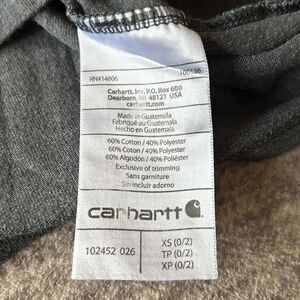 RN#14806 100136
Carhartt, Inc. P.O. Box 600
Dearborn, MI 48121 USA
carhartt.com
Made in Guatemala
Fabriqué au Guatemala
Hecho en Guatemala
60% Cotton / 40% Polyester
60% Coton / 40% Polyester
60% Algodón / 40% Poliéster
Exclusive of trimming
Sans garniture
Sin incluir adorno
carhartt
102452 026
XS (0/2)
TP (0/2)
XP (0/2)